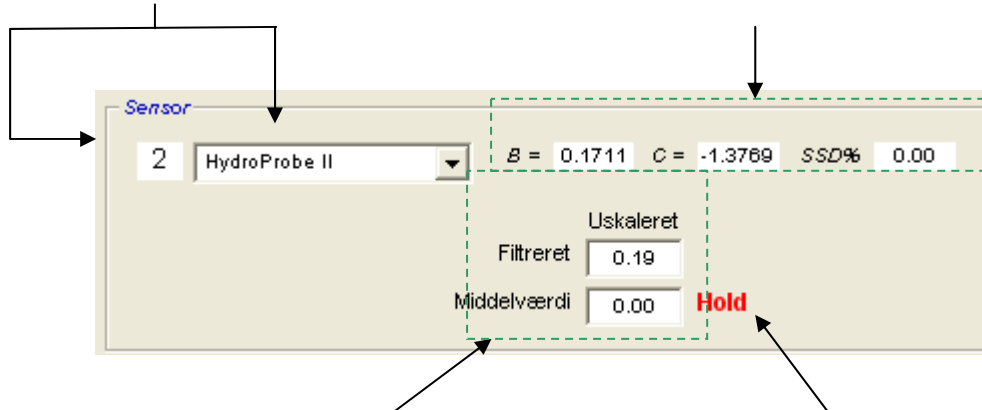 Sensor
2 HydroProbe II B = 0.1711 C = -1.3769 SSD% 0.00
Uskaleret
Filtreret 0.19
Middelværdi 0.00 Hold